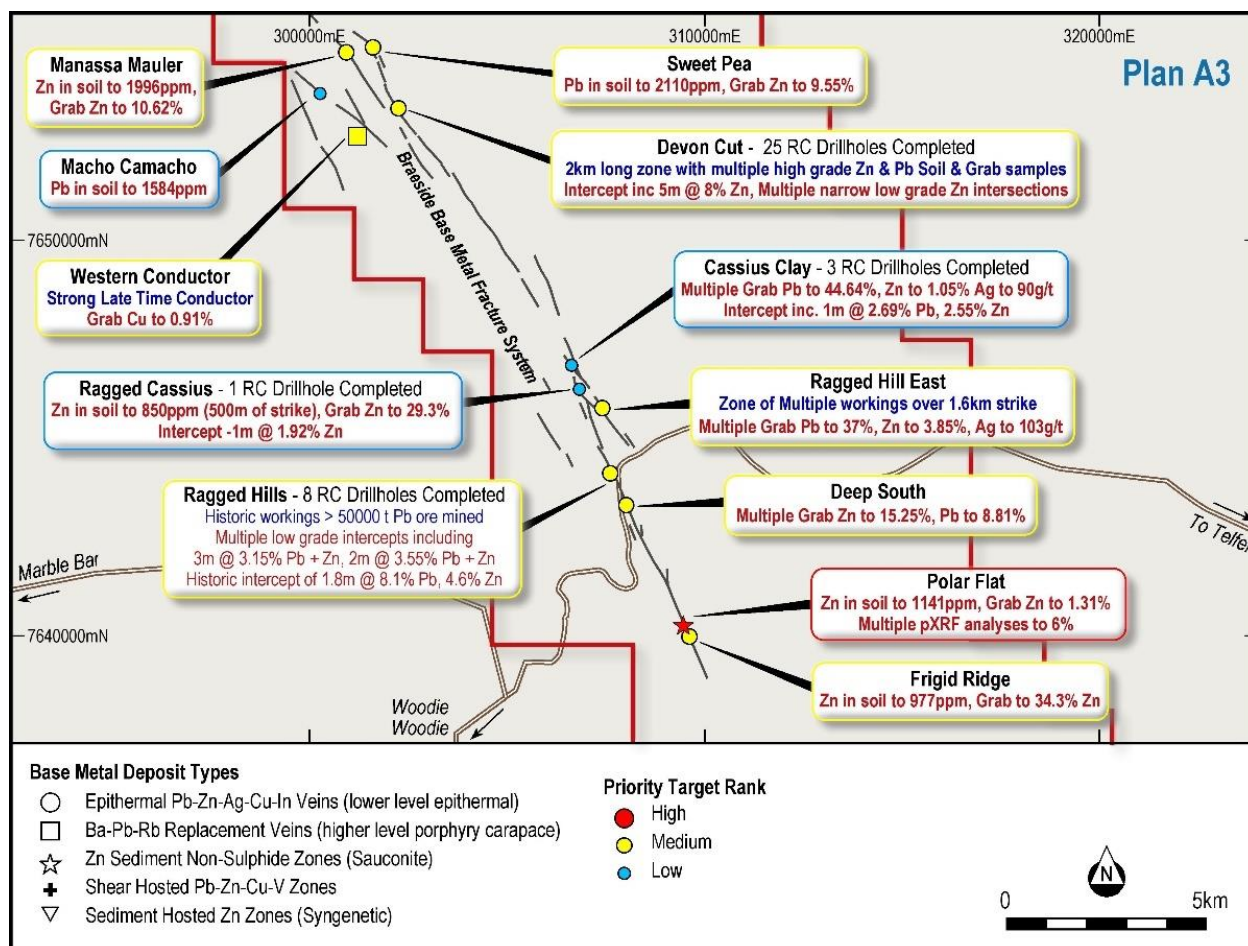 300000mE
310000mE
320000mE
Plan A3
Manassa Mauler
Zn in soil to 1996ppm,
Grab Zn to 10.62%
Sweet Pea
Pb in soil to 2110ppm, Grab Zn to 9.55%
Macho Camacho
Pb in soil to 1584ppm
Devon Cut - 25 RC Drillholes Completed
2km long zone with multiple high grade Zn & Pb Soil & Grab samples
Intercept inc 5m @ 8% Zn, Multiple narrow low grade Zn intersections
7650000mN
Braeside Base Metal Fracture System
Western Conductor
Strong Late Time Conductor
Grab Cu to 0.91%
Cassius Clay - 3 RC Drillholes Completed
Multiple Grab Pb to 44.64%, Zn to 1.05% Ag to 90g/t
Intercept inc. 1m @ 2.69% Pb, 2.55% Zn
Ragged Cassius - 1 RC Drillhole Completed
Zn in soil to 850ppm (500m of strike), Grab Zn to 29.3%
Intercept -1m @ 1.92% Zn
Ragged Hill East
Zone of Multiple workings over 1.6km strike
Multiple Grab Pb to 37%, Zn to 3.85%, Ag to 103g/t
Ragged Hills - 8 RC Drillholes Completed
Historic workings > 50000 t Pb ore mined
Multiple low grade intercepts including
3m @ 3.15% Pb + Zn, 2m @ 3.55% Pb + Zn
Historic intercept of 1.8m @ 8.1% Pb, 4.6% Zn
Deep South
Multiple Grab Zn to 15.25%, Pb to 8.81%
To Telfer
Marble Bar
Polar Flat
Zn in soil to 1141ppm, Grab Zn to 1.31%
Multiple pXRF analyses to 6%
7640000mN
Frigid Ridge
Zn in soil to 977ppm, Grab to 34.3% Zn
Woodie
Woodie
Base Metal Deposit Types
Epithermal Pb-Zn-Ag-Cu-In Veins (lower level epithermal)
Ba-Pb-Rb Replacement Veins (higher level porphyry carapace)
Zn Sediment Non-Sulphide Zones (Sauconite)
Shear Hosted Pb-Zn-Cu-V Zones
Sediment Hosted Zn Zones (Syngenetic)
Priority Target Rank
High
Medium
Low
N
0
5km